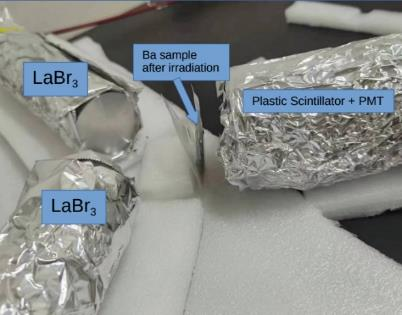 LaBr₃
Ba sample
after irradiation
Plastic Scintillator + PMT
LaBr₃